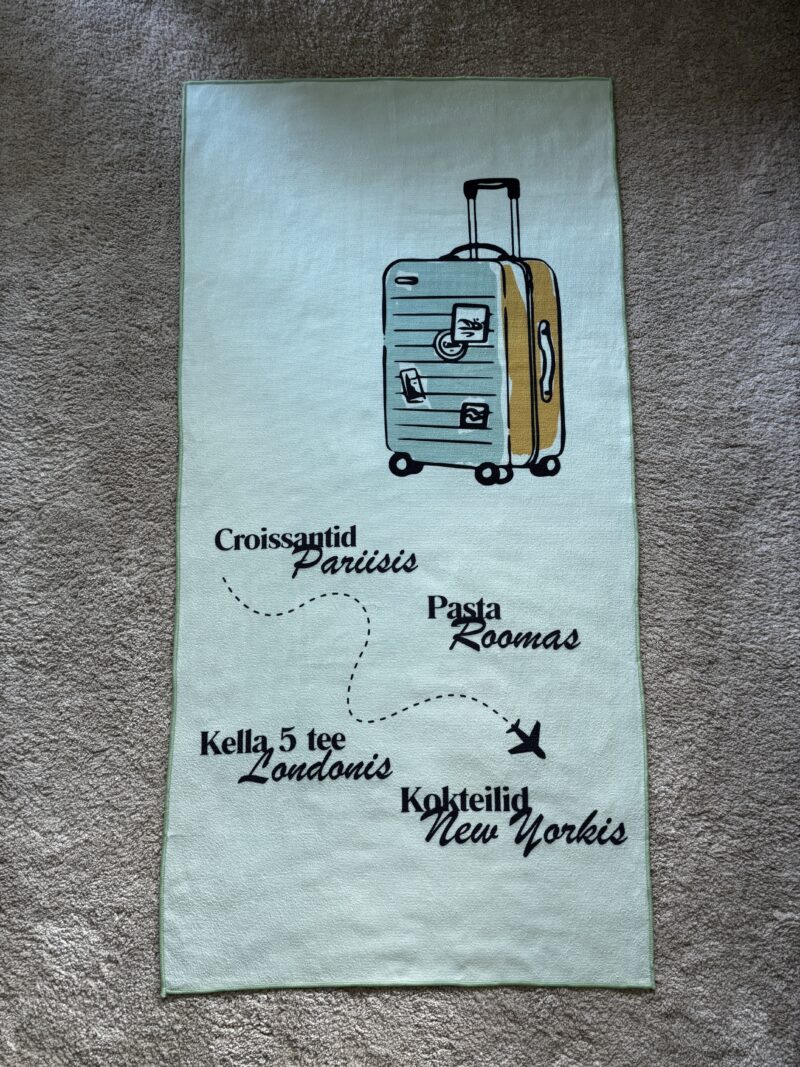 Croissantid
Pariisis
Pasta
Roomas
Kella 5 tee
Londonis
Kokteilid
New Yorkis